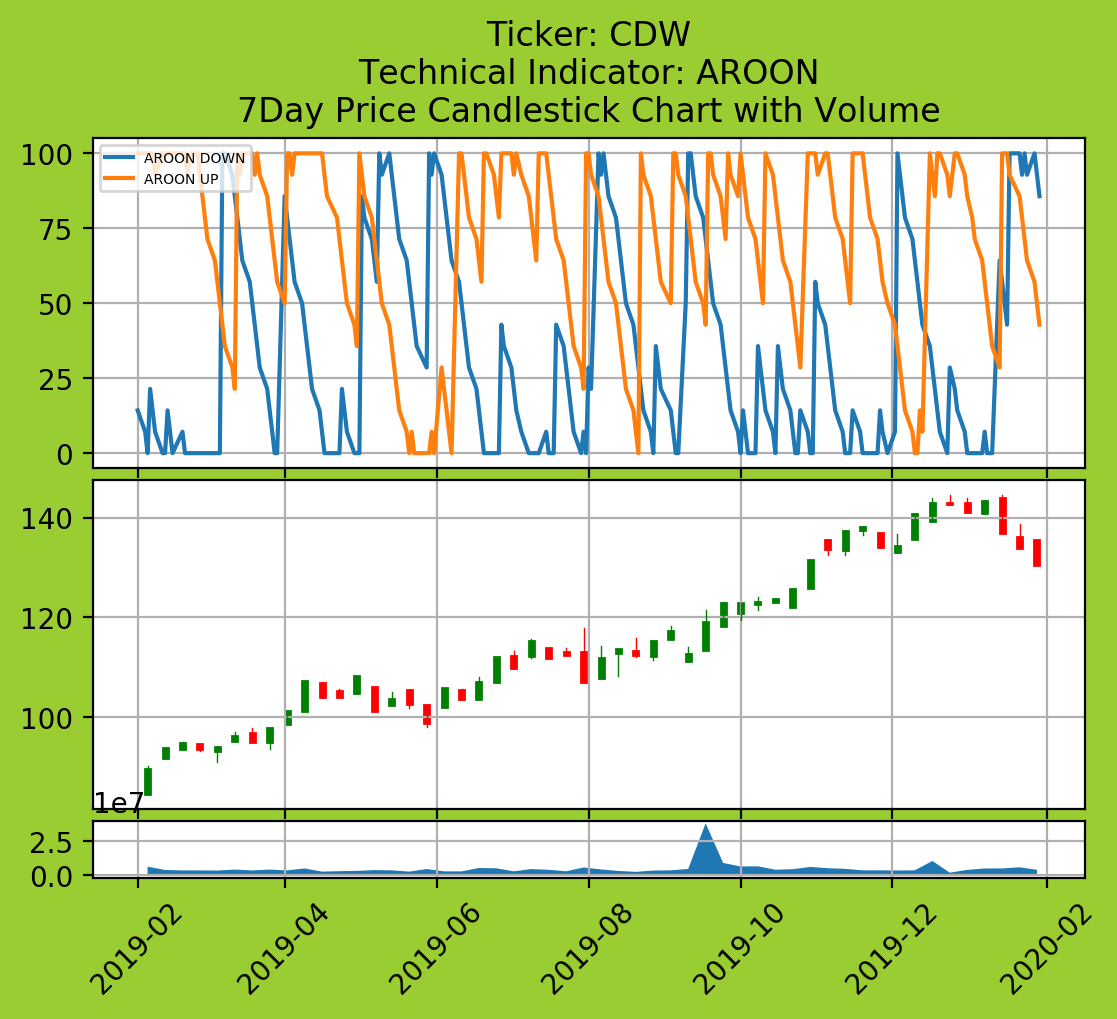 Ticker: CDW
Technical Indicator: AROON
7Day Price Candlestick Chart with Volume
100
75
50
25
0
AROON DOWN
AROON UP
140
120
100
1e7
2.5
0.0
2019-02
2019-04
2019-06
2019-08
2019-10
2019-12
2020-02